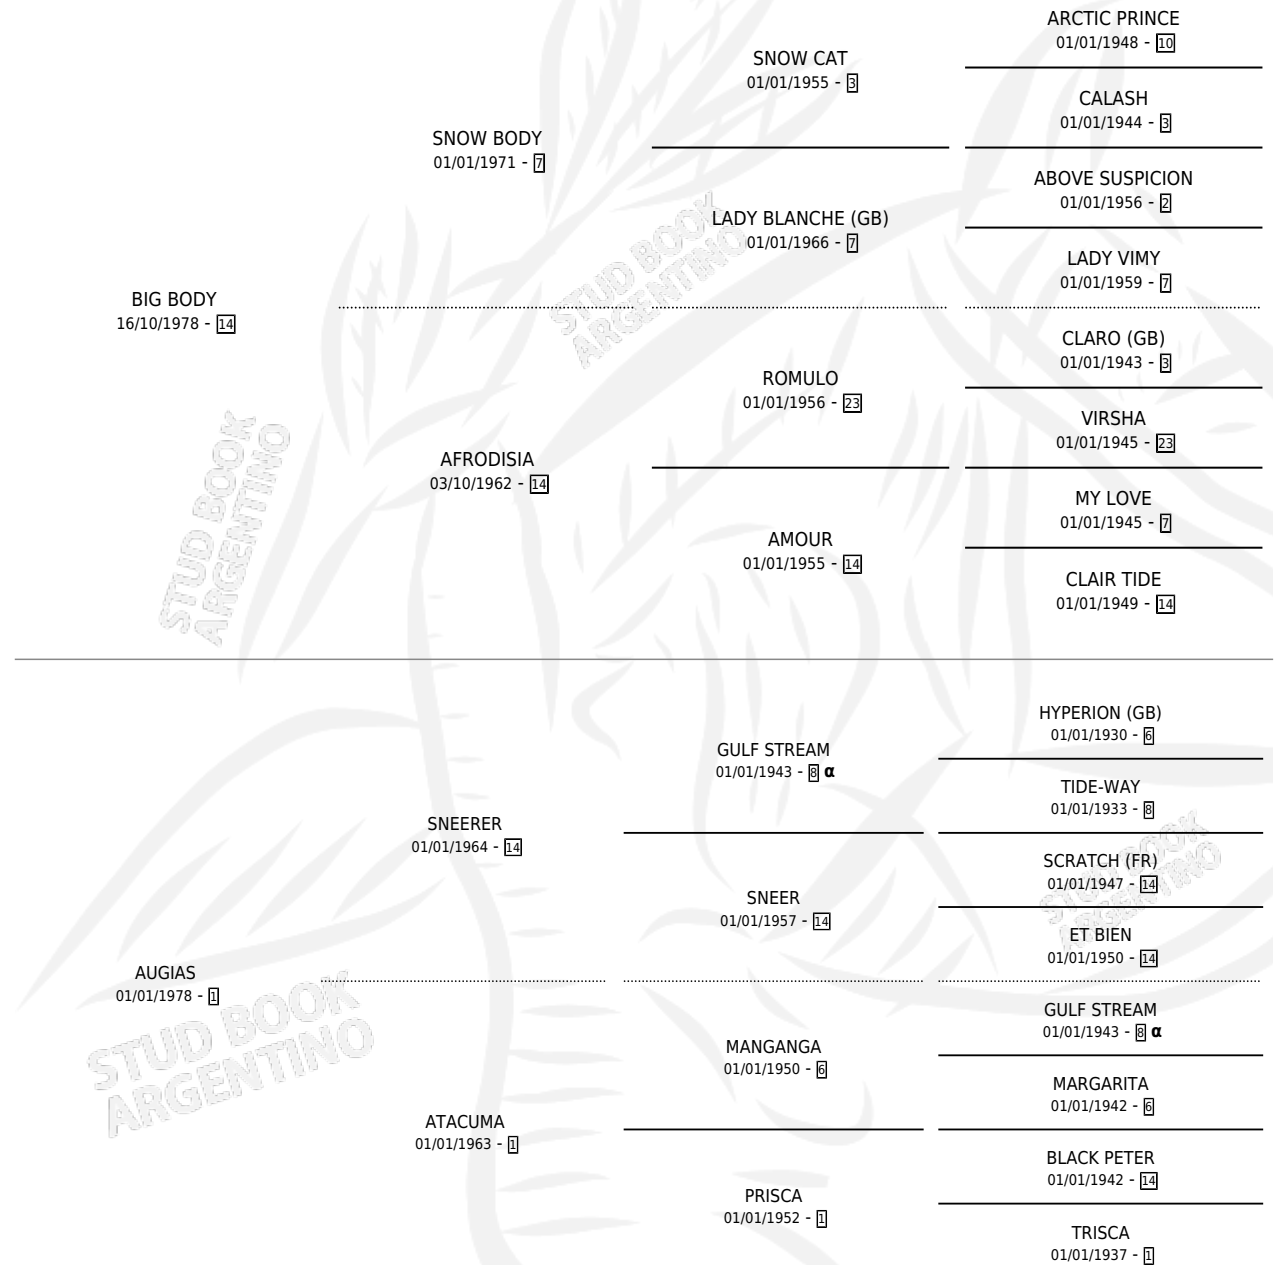 ARCTIC PRINCE
01/01/1948 - 10
SNOW CAT
01/01/1955 - 3
CALASH
01/01/1944 - 3
SNOW BODY
01/01/1971 - 7
ABOVE SUSPICION
01/01/1956 - 2
LADY BLANCHE (GB)
01/01/1966 - 7
LADY VIMY
01/01/1959 - 7
BIG BODY
16/10/1978 - 14
STUD BOOK
ARGENTINO
CLARO (GB)
01/01/1943 - 3
ROMULO
01/01/1956 - 23
VIRSHA
01/01/1945 - 23
AFRODISIA
03/10/1962 - 14
MY LOVE
01/01/1945 - 7
AMOUR
01/01/1955 - 14
CLAIR TIDE
01/01/1949 - 14
STUD BOOK
ARGENTINO
HYPERION (GB)
01/01/1930 - 6
GULF STREAM
01/01/1943 - 8 α
TIDE-WAY
01/01/1933 - 8
SNEERER
01/01/1964 - 14
SCRATCH (FR)
01/01/1947 - 14
SNEER
01/01/1957 - 14
ET BIEN
01/01/1950 - 14
STUD BOOK
ARGENTINO
AUGIAS
01/01/1978 - 1
GULF STREAM
01/01/1943 - 8 α
MANGANGA
01/01/1950 - 6
MARGARITA
01/01/1942 - 6
STUD BOOK
ARGENTINO
ATACUMA
01/01/1963 - 1
BLACK PETER
01/01/1942 - 14
PRISCA
01/01/1952 - 1
TRISCA
01/01/1937 - 1